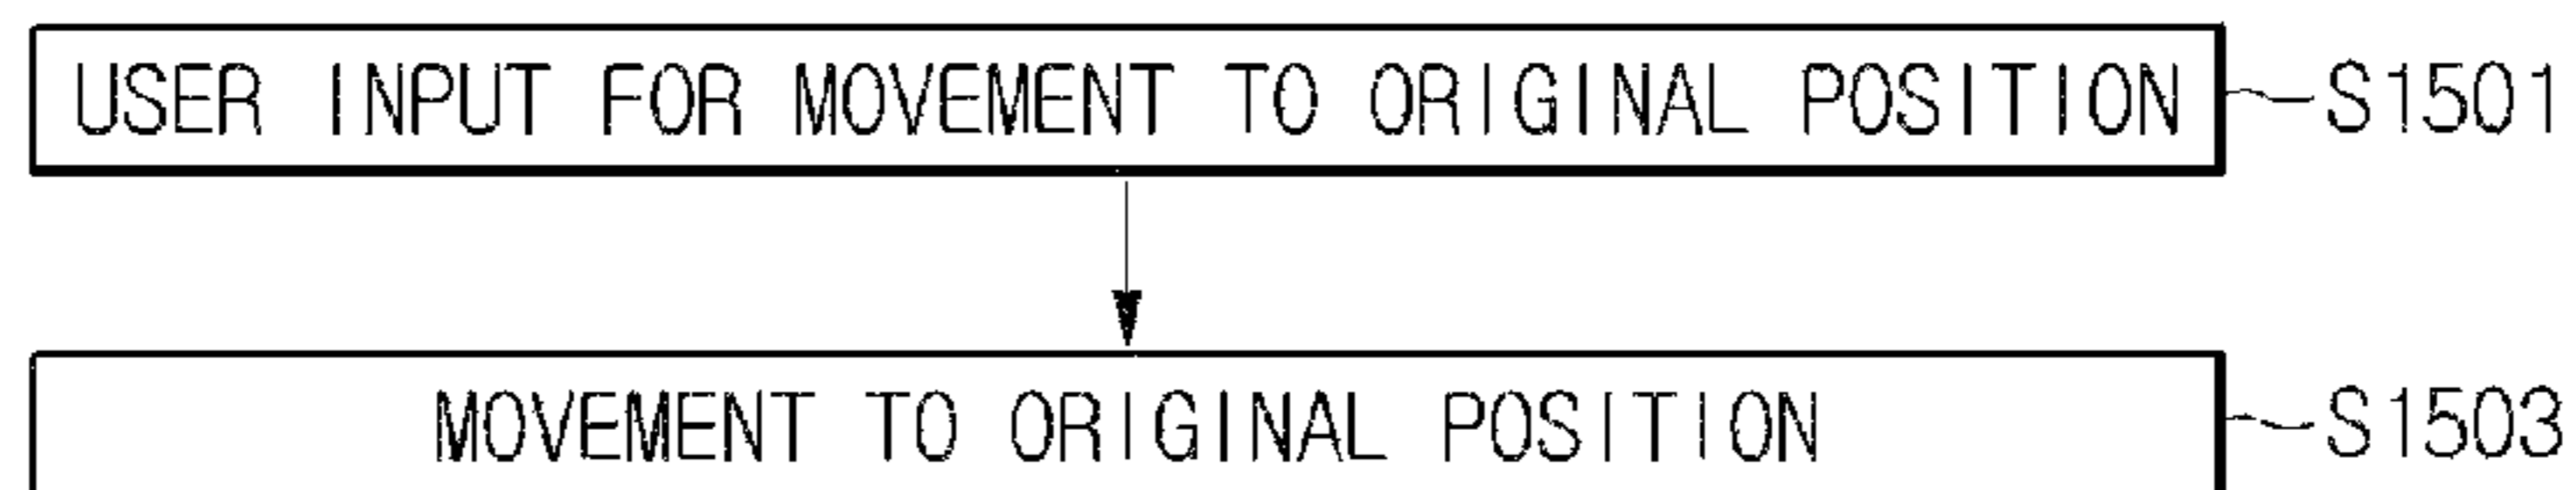 USER INPUT FOR MOVEMENT TO ORIGINAL POSITION S1501
MOVEMENT TO ORIGINAL POSITION S1503